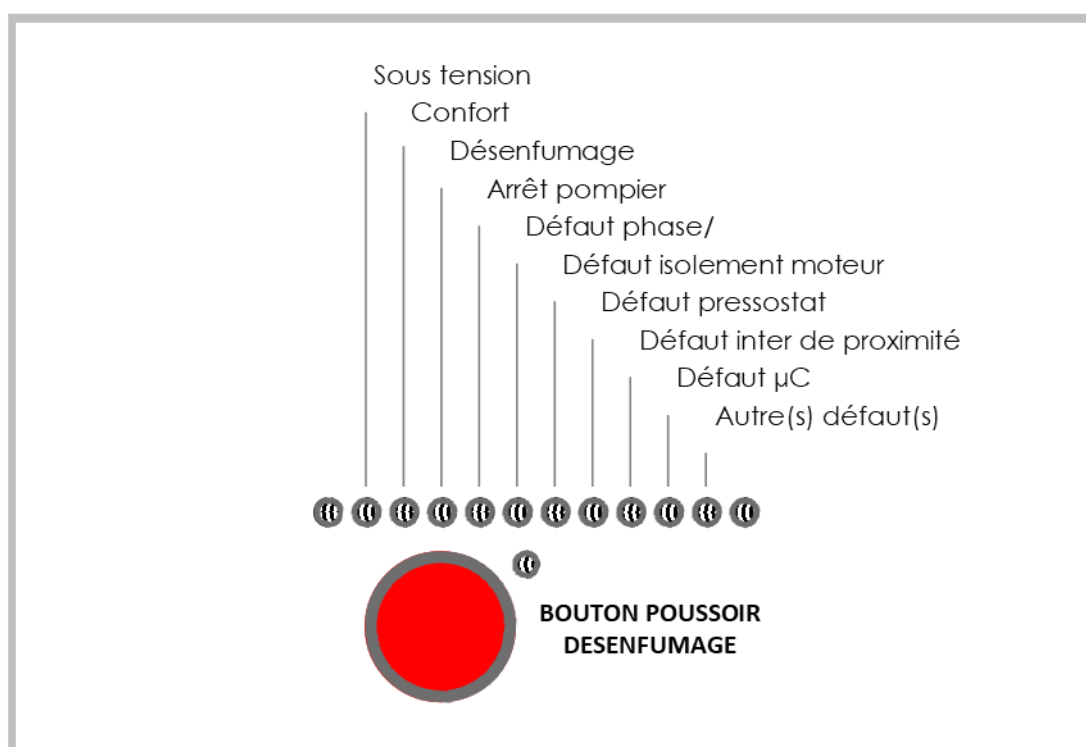 Sous tension
Confort
Désenfumage
Arrêt pompier
Défaut phase/
Défaut isolement moteur
Défaut pressostat
Défaut inter de proximité
Défaut µC
Autre(s) défaut(s)
BOUTON POUSSOIR
DESENFUMAGE